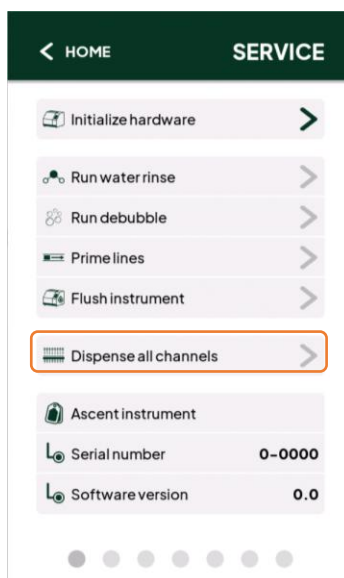 HOME
SERVICE
Initialize hardware
Run water rinse
Run debubble
Prime lines
Flush instrument
Dispense all channels
Ascent instrument
Serial number 0-0000
Software version 0.0